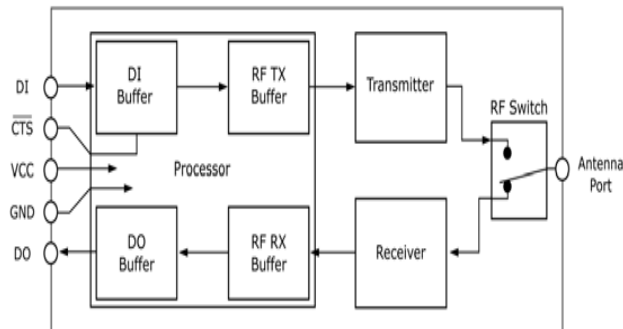 DI
Buffer
RF TX
Buffer
Transmitter
RF Switch
DI
C̅T̅S̅
VCC
GND
DO
Processor
Antenna
Port
DO
Buffer
RF RX
Buffer
Receiver